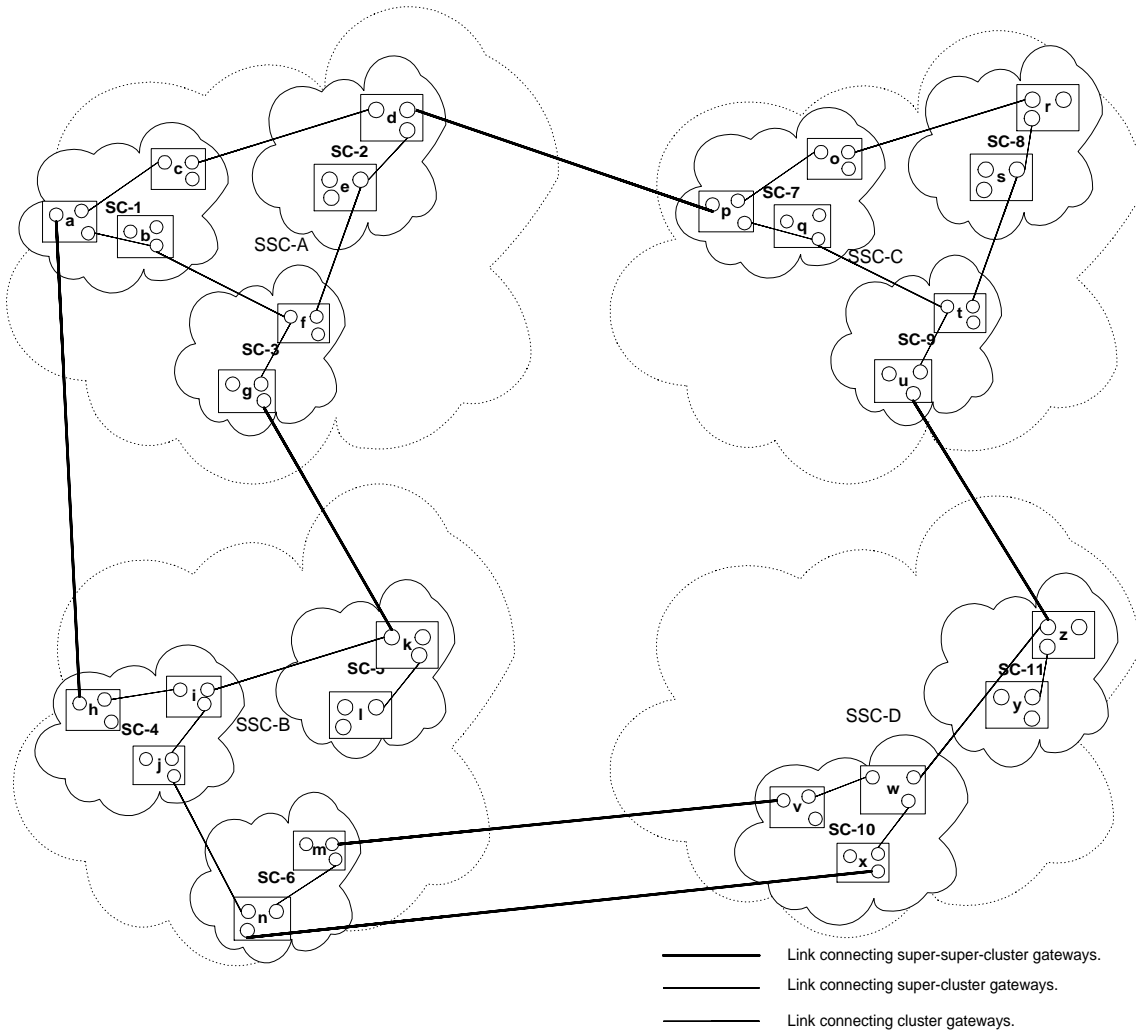 d
r
SC-2
SC-8
o
c
e
s
SC-7
SC-1
p
a
b
q
SSC-A
SSC-C
f
t
SC-3
SC-9
u
g
z
k
SC-5
SC-11
i
h
l
y
SSC-B
SSC-D
SC-4
j
w
v
SC-10
m
x
SC-6
n
Link connecting super-super-cluster gateways.
Link connecting super-cluster gateways.
Link connecting cluster gateways.